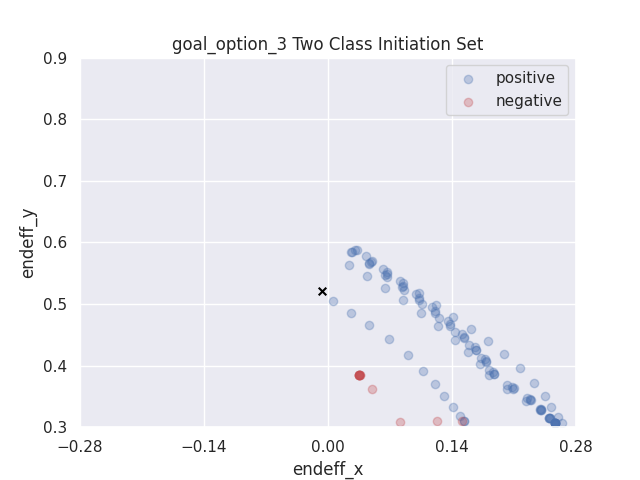 goal_option_3 Two Class Initiation Set
positive
negative
endeff_y
0.9
0.8
0.7
0.6
0.5
0.4
0.3
−0.28
−0.14
0.00
0.14
0.28
endeff_x